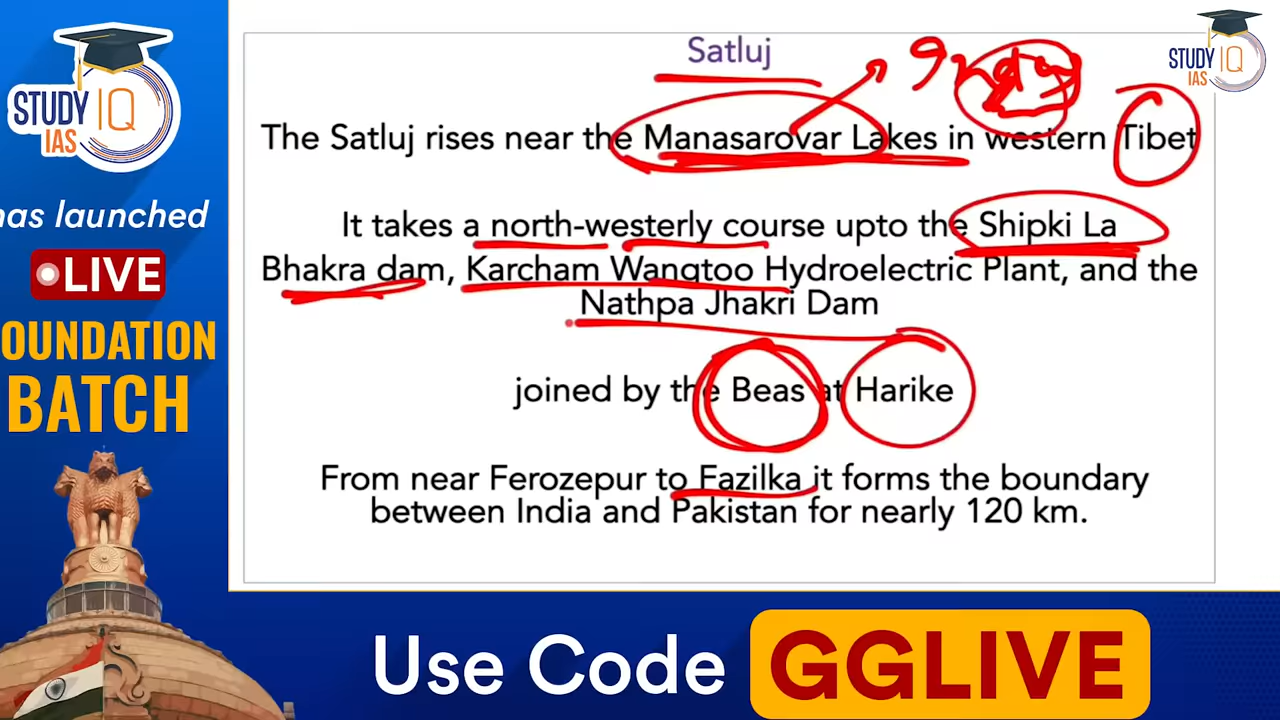 STUDY IQ
IAS
has launched
LIVE
OUNDATION
BATCH
Satluj
STUDY IQ
IAS
The Satluj rises near the Manasarovar Lakes in western Tibet
It takes a north-westerly course upto the Shipki La
Bhakra dam, Karcham Wangtoo Hydroelectric Plant, and the
Nathpa Jhakri Dam
joined by the Beas at Harike
From near Ferozepur to Fazilka it forms the boundary
between India and Pakistan for nearly 120 km.
Use Code GGLIVE